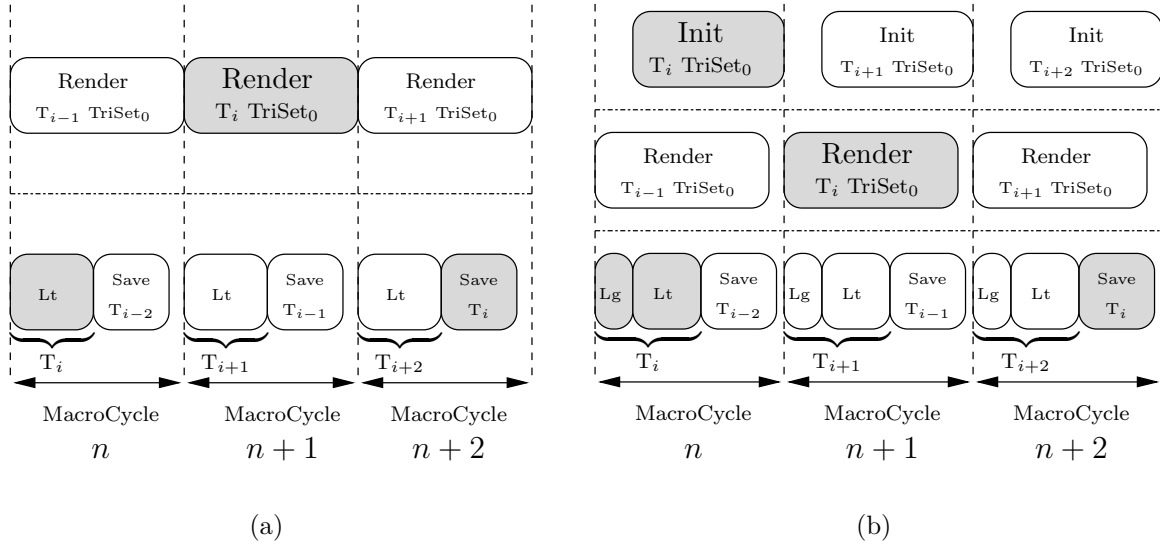 Render Render Render
T_{i−1} TriSet_0 T_i TriSet_0 T_{i+1} TriSet_0
Lt Save Lt Save Lt Save
T_{i−2} T_{i−1} T_i
T_i T_{i+1} T_{i+2}
MacroCycle MacroCycle MacroCycle
n n + 1 n + 2
(a)
Init Init Init
T_i TriSet_0 T_{i+1} TriSet_0 T_{i+2} TriSet_0
Render Render Render
T_{i−1} TriSet_0 T_i TriSet_0 T_{i+1} TriSet_0
Lg Lt Save Lg Lt Save Lg Lt Save
T_{i−2} T_{i−1} T_i
T_i T_{i+1} T_{i+2}
MacroCycle MacroCycle MacroCycle
n n + 1 n + 2
(b)